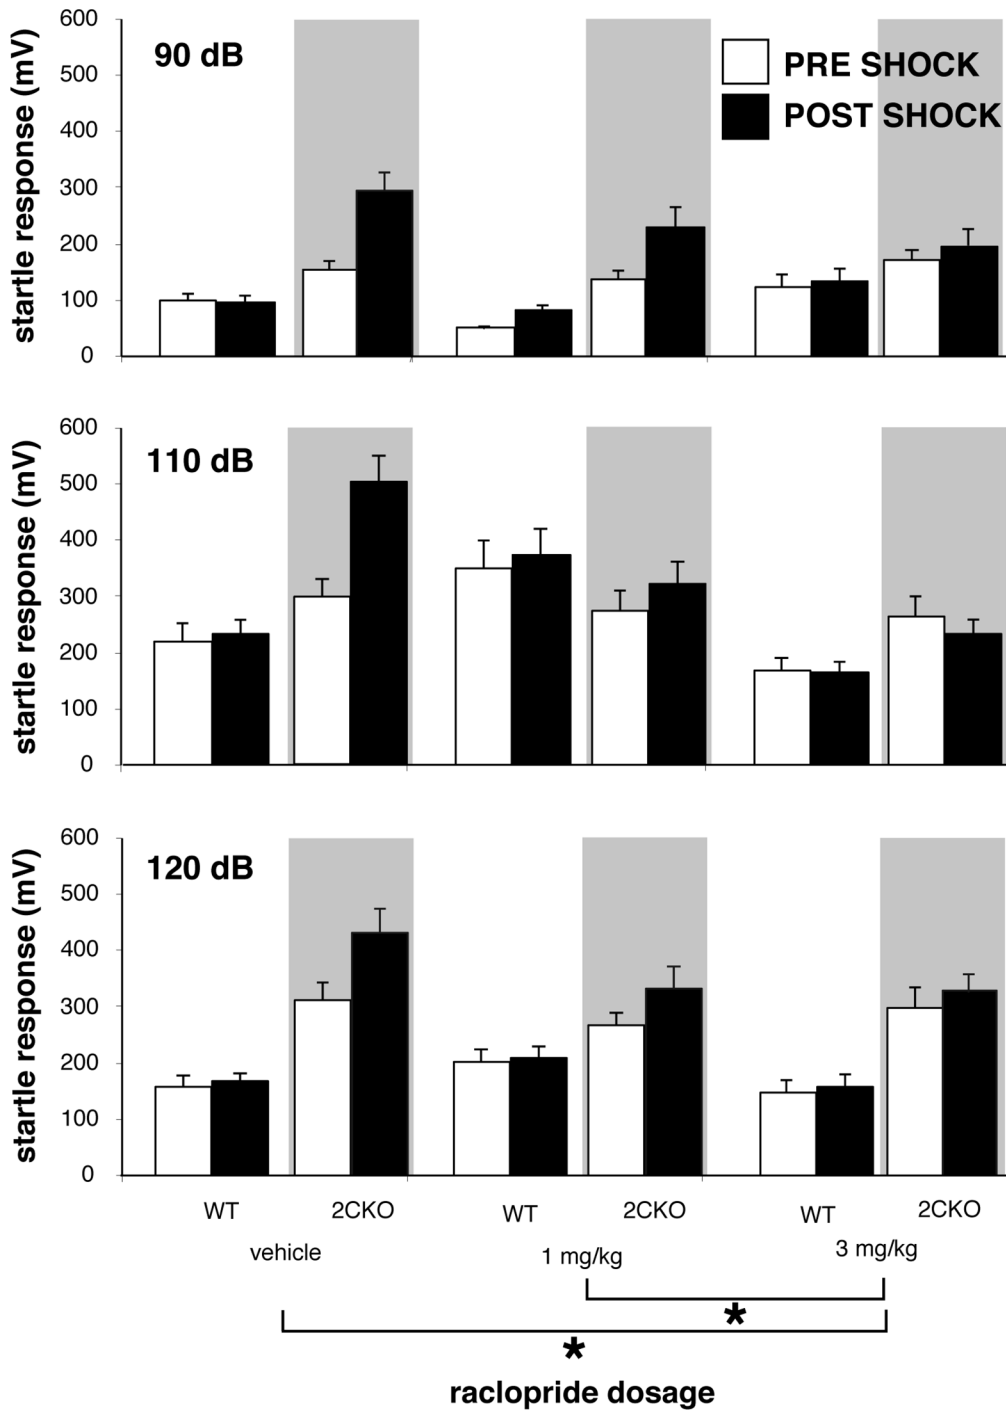 startle response (mV)
600
500
400
300
200
100
0
90 dB
PRE SHOCK
POST SHOCK
startle response (mV)
600
500
400
300
200
100
0
110 dB
startle response (mV)
600
500
400
300
200
100
0
120 dB
WT 2CKO WT 2CKO WT 2CKO
vehicle 1 mg/kg 3 mg/kg
*
*
raclopride dosage